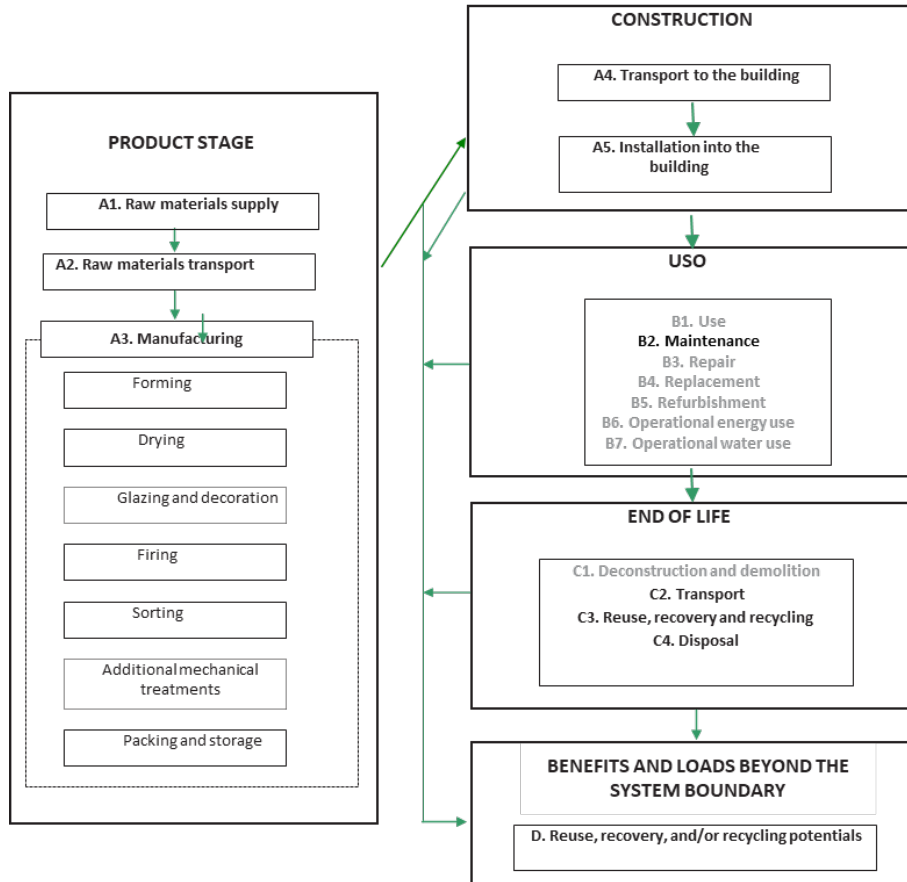 PRODUCT STAGE
A1. Raw materials supply
A2. Raw materials transport
A3. Manufacturing
Forming
Drying
Glazing and decoration
Firing
Sorting
Additional mechanical
treatments
Packing and storage
CONSTRUCTION
A4. Transport to the building
A5. Installation into the
building
USO
B1. Use
B2. Maintenance
B3. Repair
B4. Replacement
B5. Refurbishment
B6. Operational energy use
B7. Operational water use
END OF LIFE
C1. Deconstruction and demolition
C2. Transport
C3. Reuse, recovery and recycling
C4. Disposal
BENEFITS AND LOADS BEYOND THE
SYSTEM BOUNDARY
D. Reuse, recovery, and/or recycling potentials